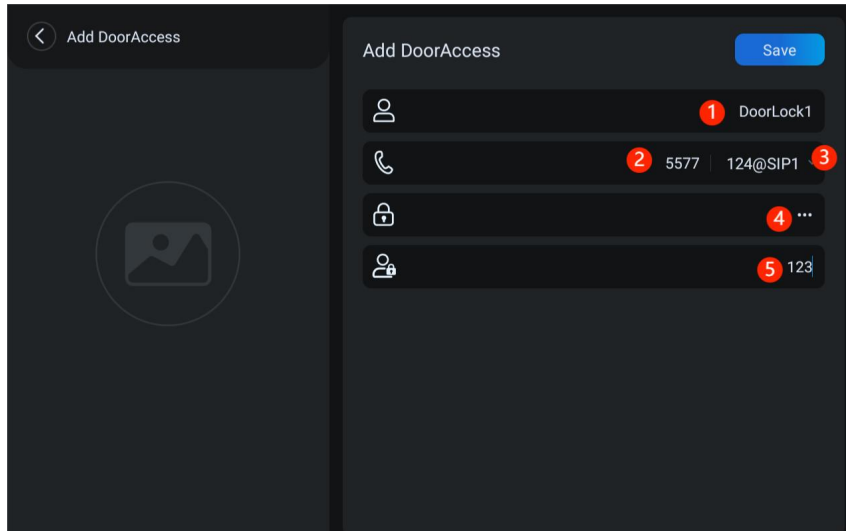 Add DoorAccess
Add DoorAccess
Save
1 DoorLock1
2 5577 124@SIP1 3
4 •••
5 123